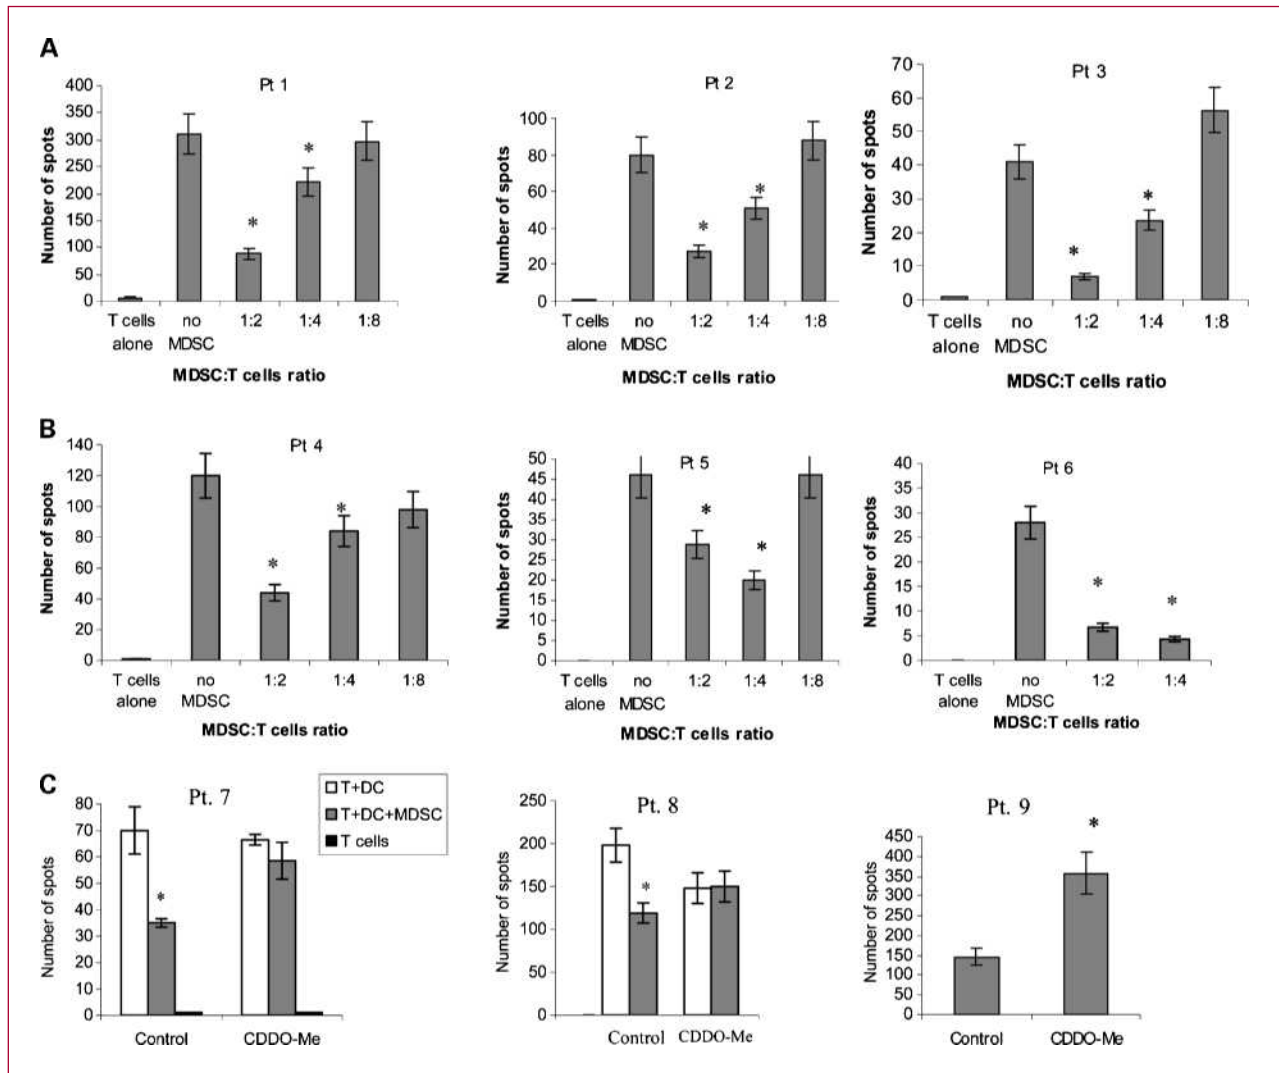 A
Pt 1
Number of spots
400
350
300
250
200
150
100
50
0
T cells alone
no MDSC
1:2
1:4
1:8
*
*
MDSC:T cells ratio
Pt 2
Number of spots
100
80
60
40
20
0
T cells alone
no MDSC
1:2
1:4
1:8
*
*
MDSC:T cells ratio
Pt 3
Number of spots
70
60
50
40
30
20
10
0
T cells alone
no MDSC
1:2
1:4
1:8
*
*
MDSC:T cells ratio
B
Pt 4
Number of spots
140
120
100
80
60
40
20
0
T cells alone
no MDSC
1:2
1:4
1:8
*
*
MDSC:T cells ratio
Pt 5
Number of spots
50
45
40
35
30
25
20
15
10
5
0
T cells alone
no MDSC
1:2
1:4
1:8
*
*
MDSC:T cells ratio
Pt 6
Number of spots
40
35
30
25
20
15
10
5
0
T cells alone
no MDSC
1:2
1:4
*
*
MDSC:T cells ratio
C
Pt. 7
T+DC
T+DC+MDSC
T cells
Number of spots
80
70
60
50
40
30
20
10
0
*
Control
CDDO-Me
Pt. 8
Number of spots
250
200
150
100
50
0
*
Control
CDDO-Me
Pt. 9
Number of spots
450
400
350
300
250
200
150
100
50
0
*
Control
CDDO-Me